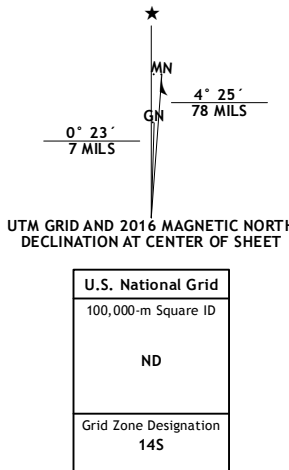 MN
4° 25´
78 MILS
GN
0° 23´
7 MILS
UTM GRID AND 2016 MAGNETIC NORTH
DECLINATION AT CENTER OF SHEET
U.S. National Grid
100,000-m Square ID
ND
Grid Zone Designation
14S